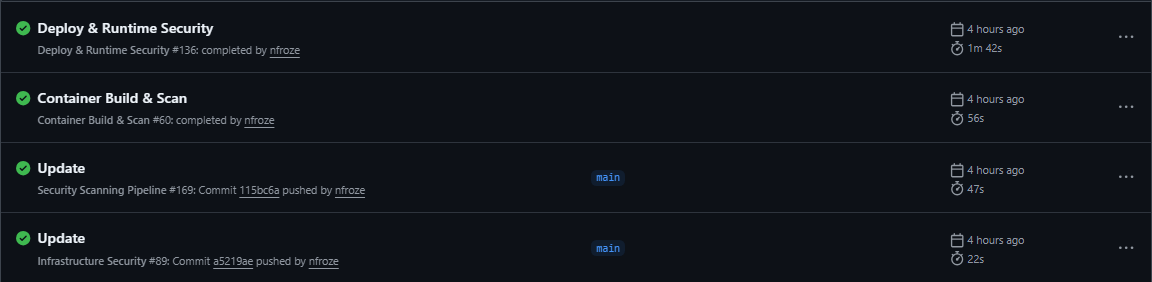 Deploy & Runtime Security
4 hours ago
Deploy & Runtime Security #136: completed by nfroze
1m 42s
Container Build & Scan
4 hours ago
Container Build & Scan #60: completed by nfroze
56s
Update
main
4 hours ago
Security Scanning Pipeline #169: Commit 115bc6a pushed by nfroze
47s
Update
main
4 hours ago
Infrastructure Security #89: Commit a5219ae pushed by nfroze
22s